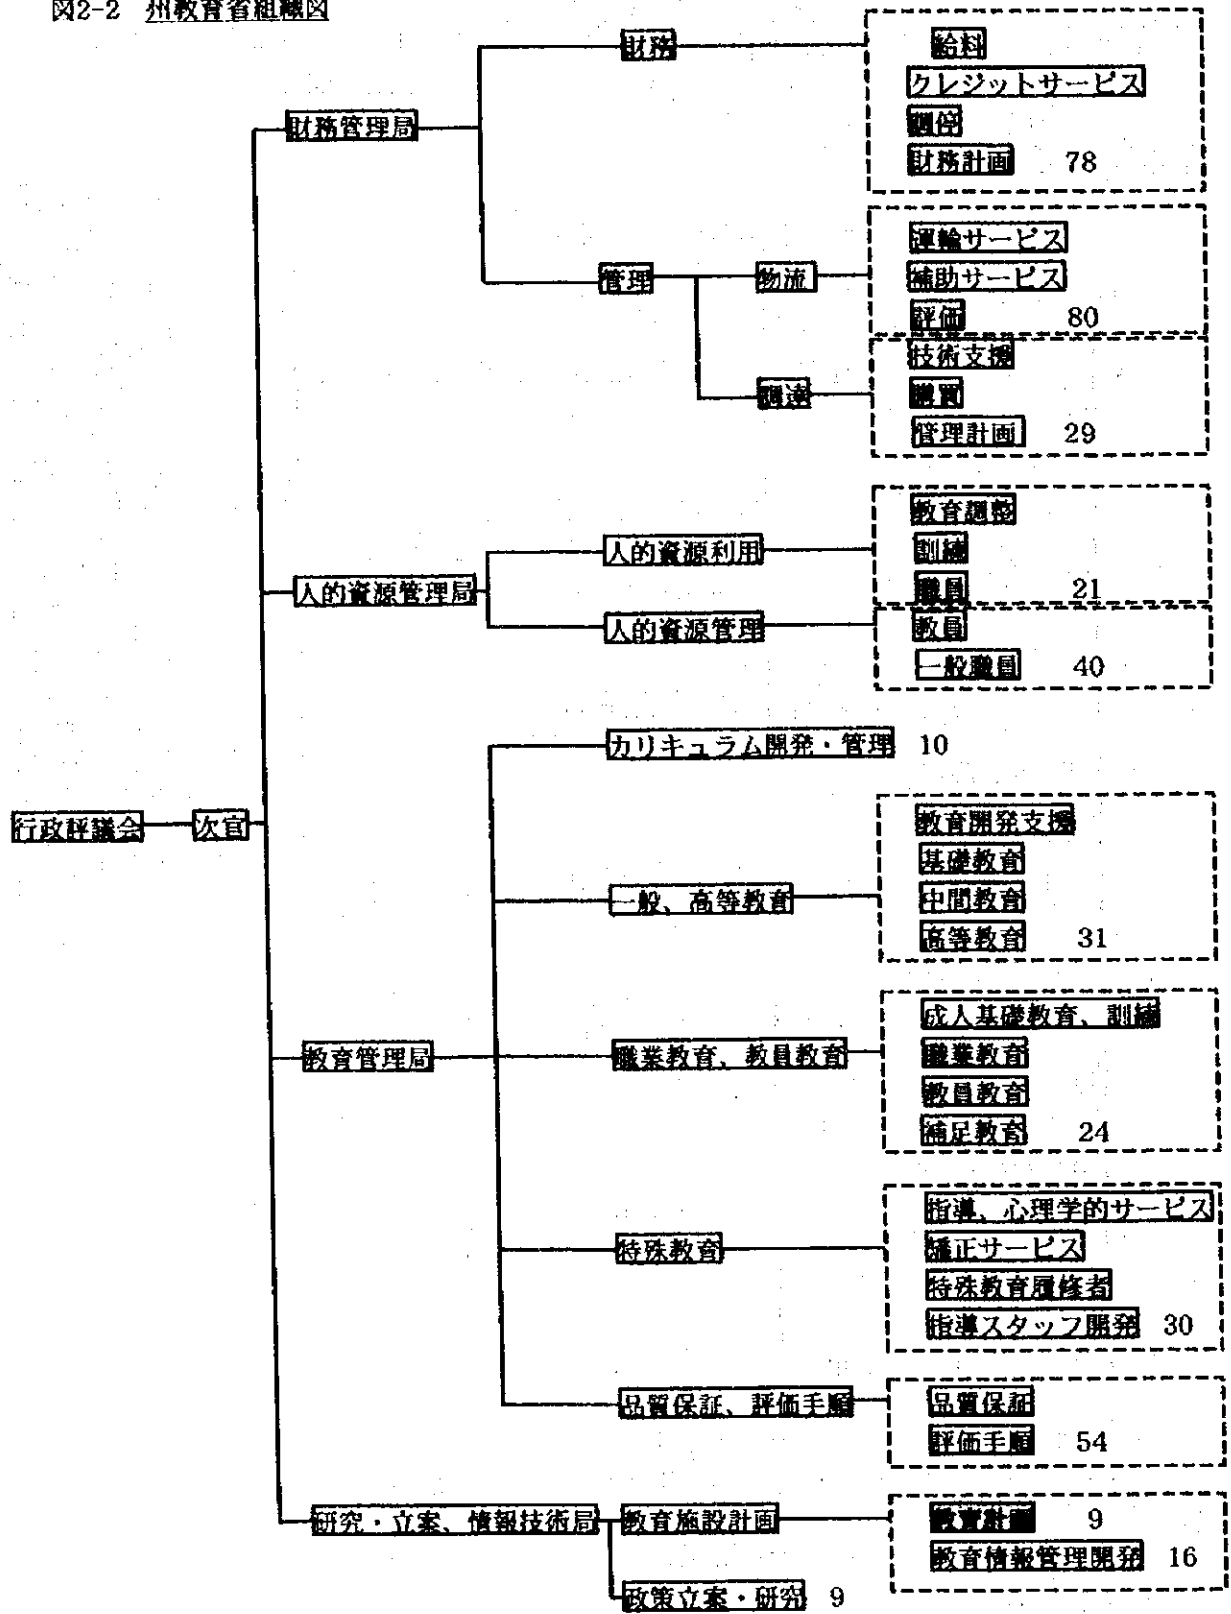 図2-2 州教育省組織図
財務
給料
クレジットサービス
調停
財務計画 78
財務管理局
運輸サービス
管理
物流
補助サービス
評価 80
技術支援
調達
購買
管理計画 29
教育調整
人的資源利用
訓練
人的資源管理局
職員 21
人的資源管理
教員
一般職員 40
カリキュラム開発・管理 10
行政評議会
次官
教育開発支援
基礎教育
一般、高等教育
中間教育
高等教育 31
成人基礎教育、訓練
教育管理局
職業教育、教員教育
職業教育
教員教育
補足教育 24
指導、心理学的サービス
特殊教育
矯正サービス
特殊教育履修者
指導スタッフ開発 30
品質保証、評価手順
品質保証
評価手順 54
研究・立案、情報技術局
教育施設計画
教育計画 9
教育情報管理開発 16
政策立案・研究 9